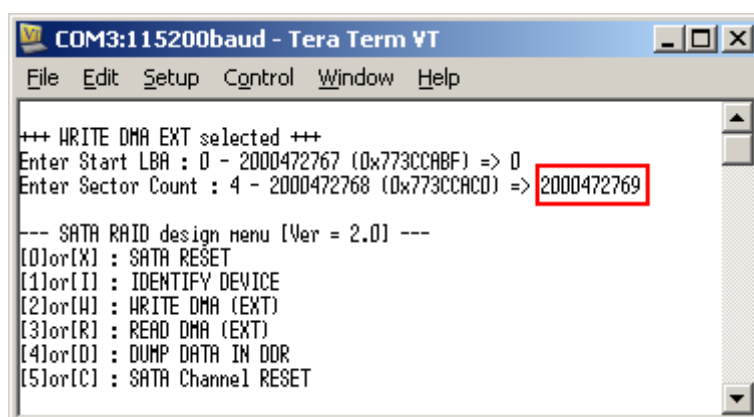 COM3:115200baud - Tera Term VT
File Edit Setup Control Window Help
+++ WRITE DMA EXT selected +++
Enter Start LBA : 0 - 2000472767 (0x773CCABF) => 0
Enter Sector Count : 4 - 2000472768 (0x773CCAC0) => 2000472769
--- SATA RAID design menu [Ver = 2.0] ---
[0]or[X] : SATA RESET
[1]or[I] : IDENTIFY DEVICE
[2]or[W] : WRITE DMA (EXT)
[3]or[R] : READ DMA (EXT)
[4]or[D] : DUMP DATA IN DDR
[5]or[C] : SATA Channel RESET